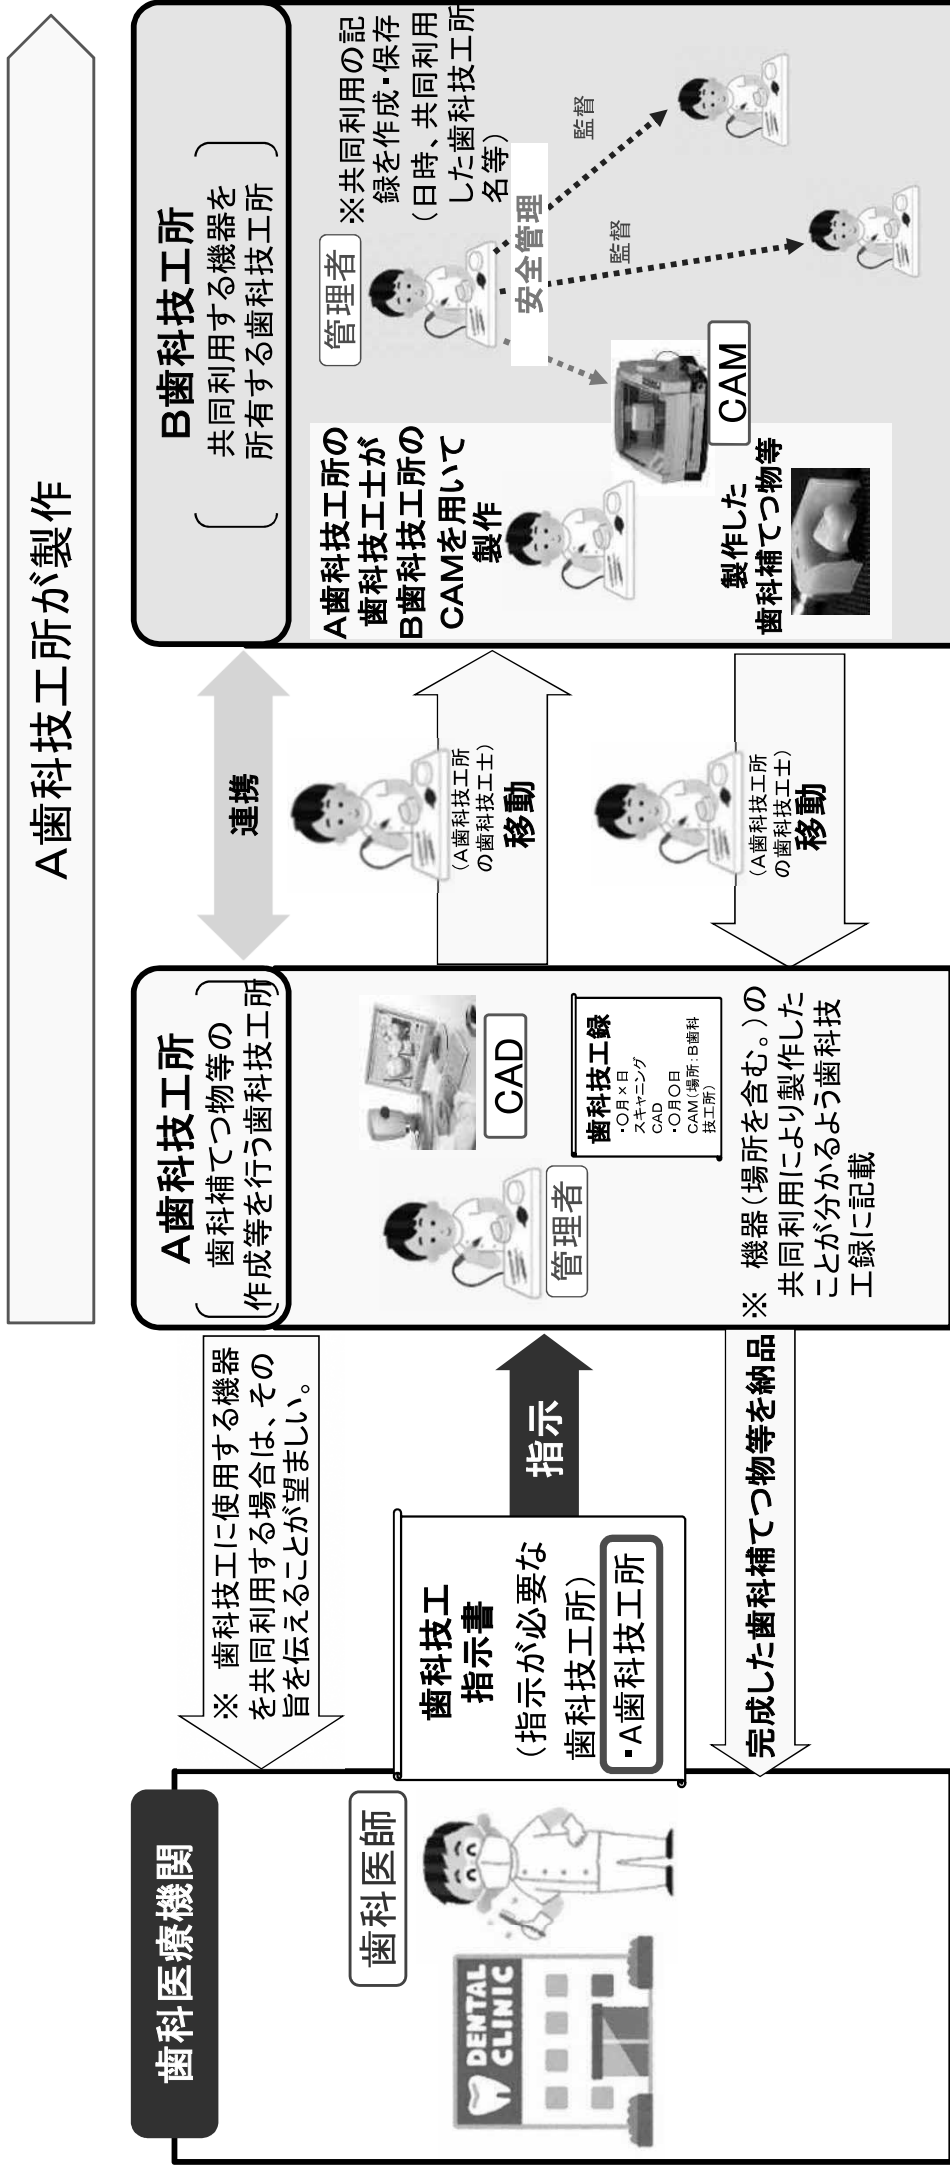 A歯科技工所が製作
歯科医療機関
歯科医師
DENTAL
CLINIC
※ 歯科技工に使用する機器
を共同利用する場合は、その
旨を伝えることが望ましい。
歯科技工
指示書
(指示が必要な
歯科技工所)
・A歯科技工所
指示
完成した歯科補てつ物等を納品
A歯科技工所
歯科補てつ物等の
作成等を行う歯科技工所
管理者
CAD
歯科技工録
・〇月×日
スキャニング
CAD
・〇月〇日
CAM(場所:B歯科
技工所)
※ 機器(場所を含む。)の
共同利用により製作した
ことが分かるよう歯科技
工録に記載
連携
(A歯科技工所
の歯科技工士)
移動
(A歯科技工所
の歯科技工士)
移動
B歯科技工所
共同利用する機器を
所有する歯科技工所
管理者
※共同利用の記
録を作成・保存
(日時、共同利用
した歯科技工所
名等)
安全管理
監督
監督
A歯科技工所の
歯科技工士が
B歯科技工所の
CAMを用いて
製作
CAM
製作した
歯科補てつ物等